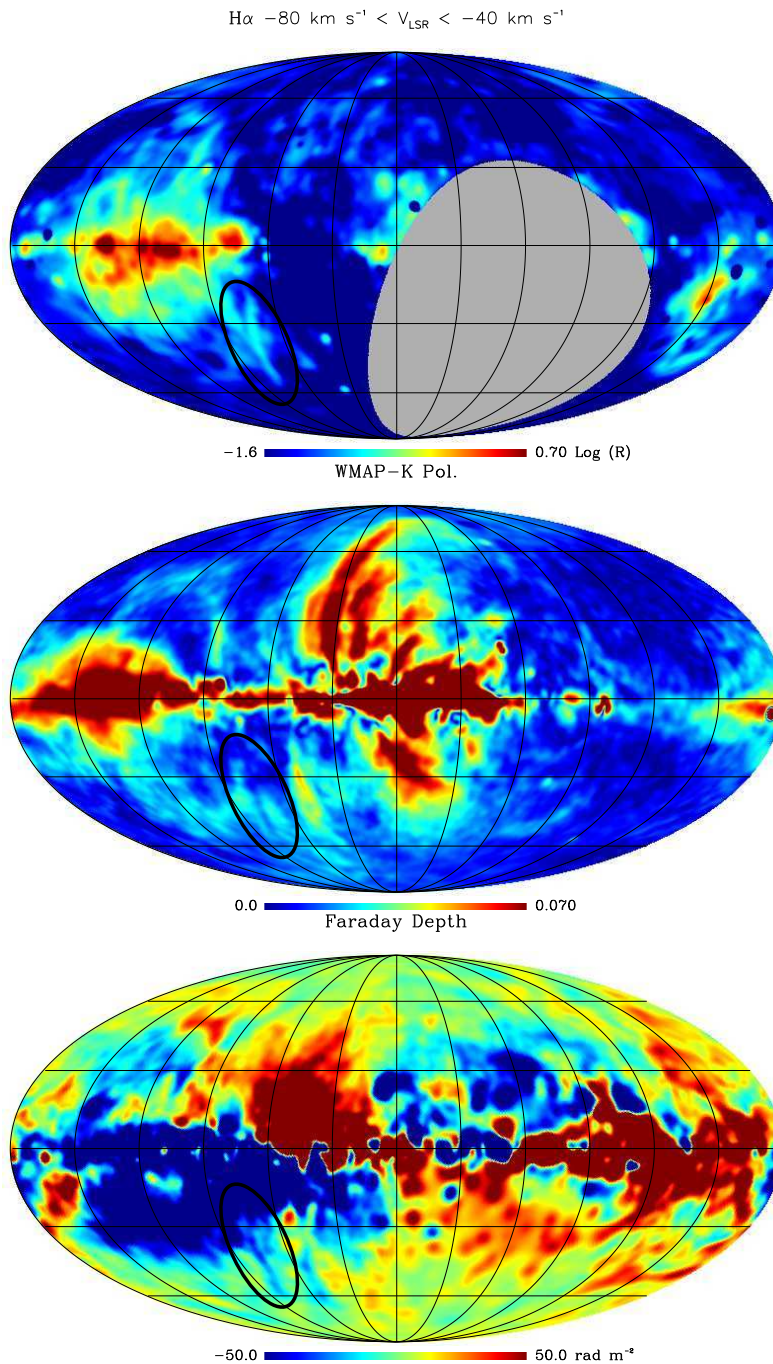 Hα −80 km s⁻¹ < V_LSR < −40 km s⁻¹
−1.6 0.70 Log (R)
WMAP−K Pol.
0.0 0.070
Faraday Depth
−50.0 50.0 rad m⁻²